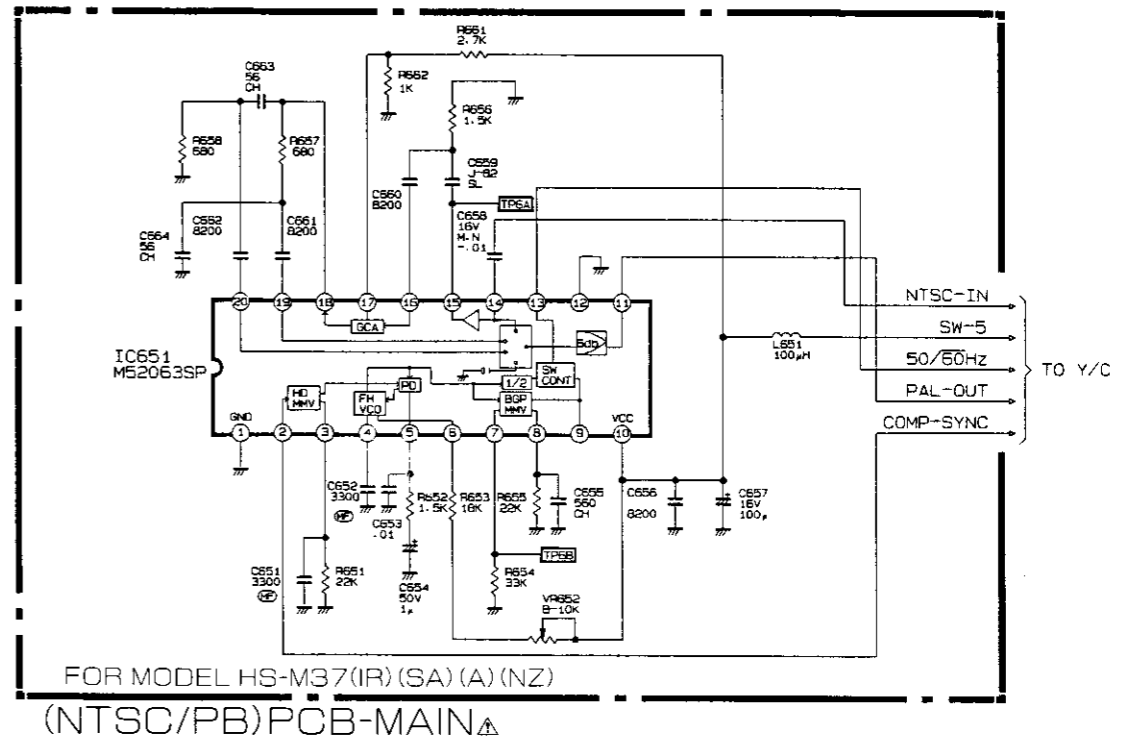 R661
2.7K
C663
56
CH
R662
1K
R656
1.5K
R658
680
R657
680
C659
J-82
SL
TP6A
C660
8200
C658
16V
M.N
-.01
C664
56
CH
C662
8200
C661
8200
20
19
18
17
16
15
14
13
12
11
NTSC-IN
SW-5
50/60Hz
PAL-OUT
COMP-SYNC
TO Y/C
L651
100μH
GCA
6db
IC651
M52063SP
SW
CONT
PD
1/2
HD
MMV
FH
VCO
BGP
MMV
GND
VCC
1
2
3
4
5
6
7
8
9
10
C652
3300
MF
R652
1.5K
R653
18K
R655
22K
C655
560
CH
C656
8200
C657
16V
100μ
C653
.01
C651
3300
MF
R651
22K
C654
50V
1μ
R654
33K
TP6B
VR652
B-10K
FOR MODEL HS-M37(IR)(SA)(A)(NZ)
(NTSC/PB)PCB-MAIN